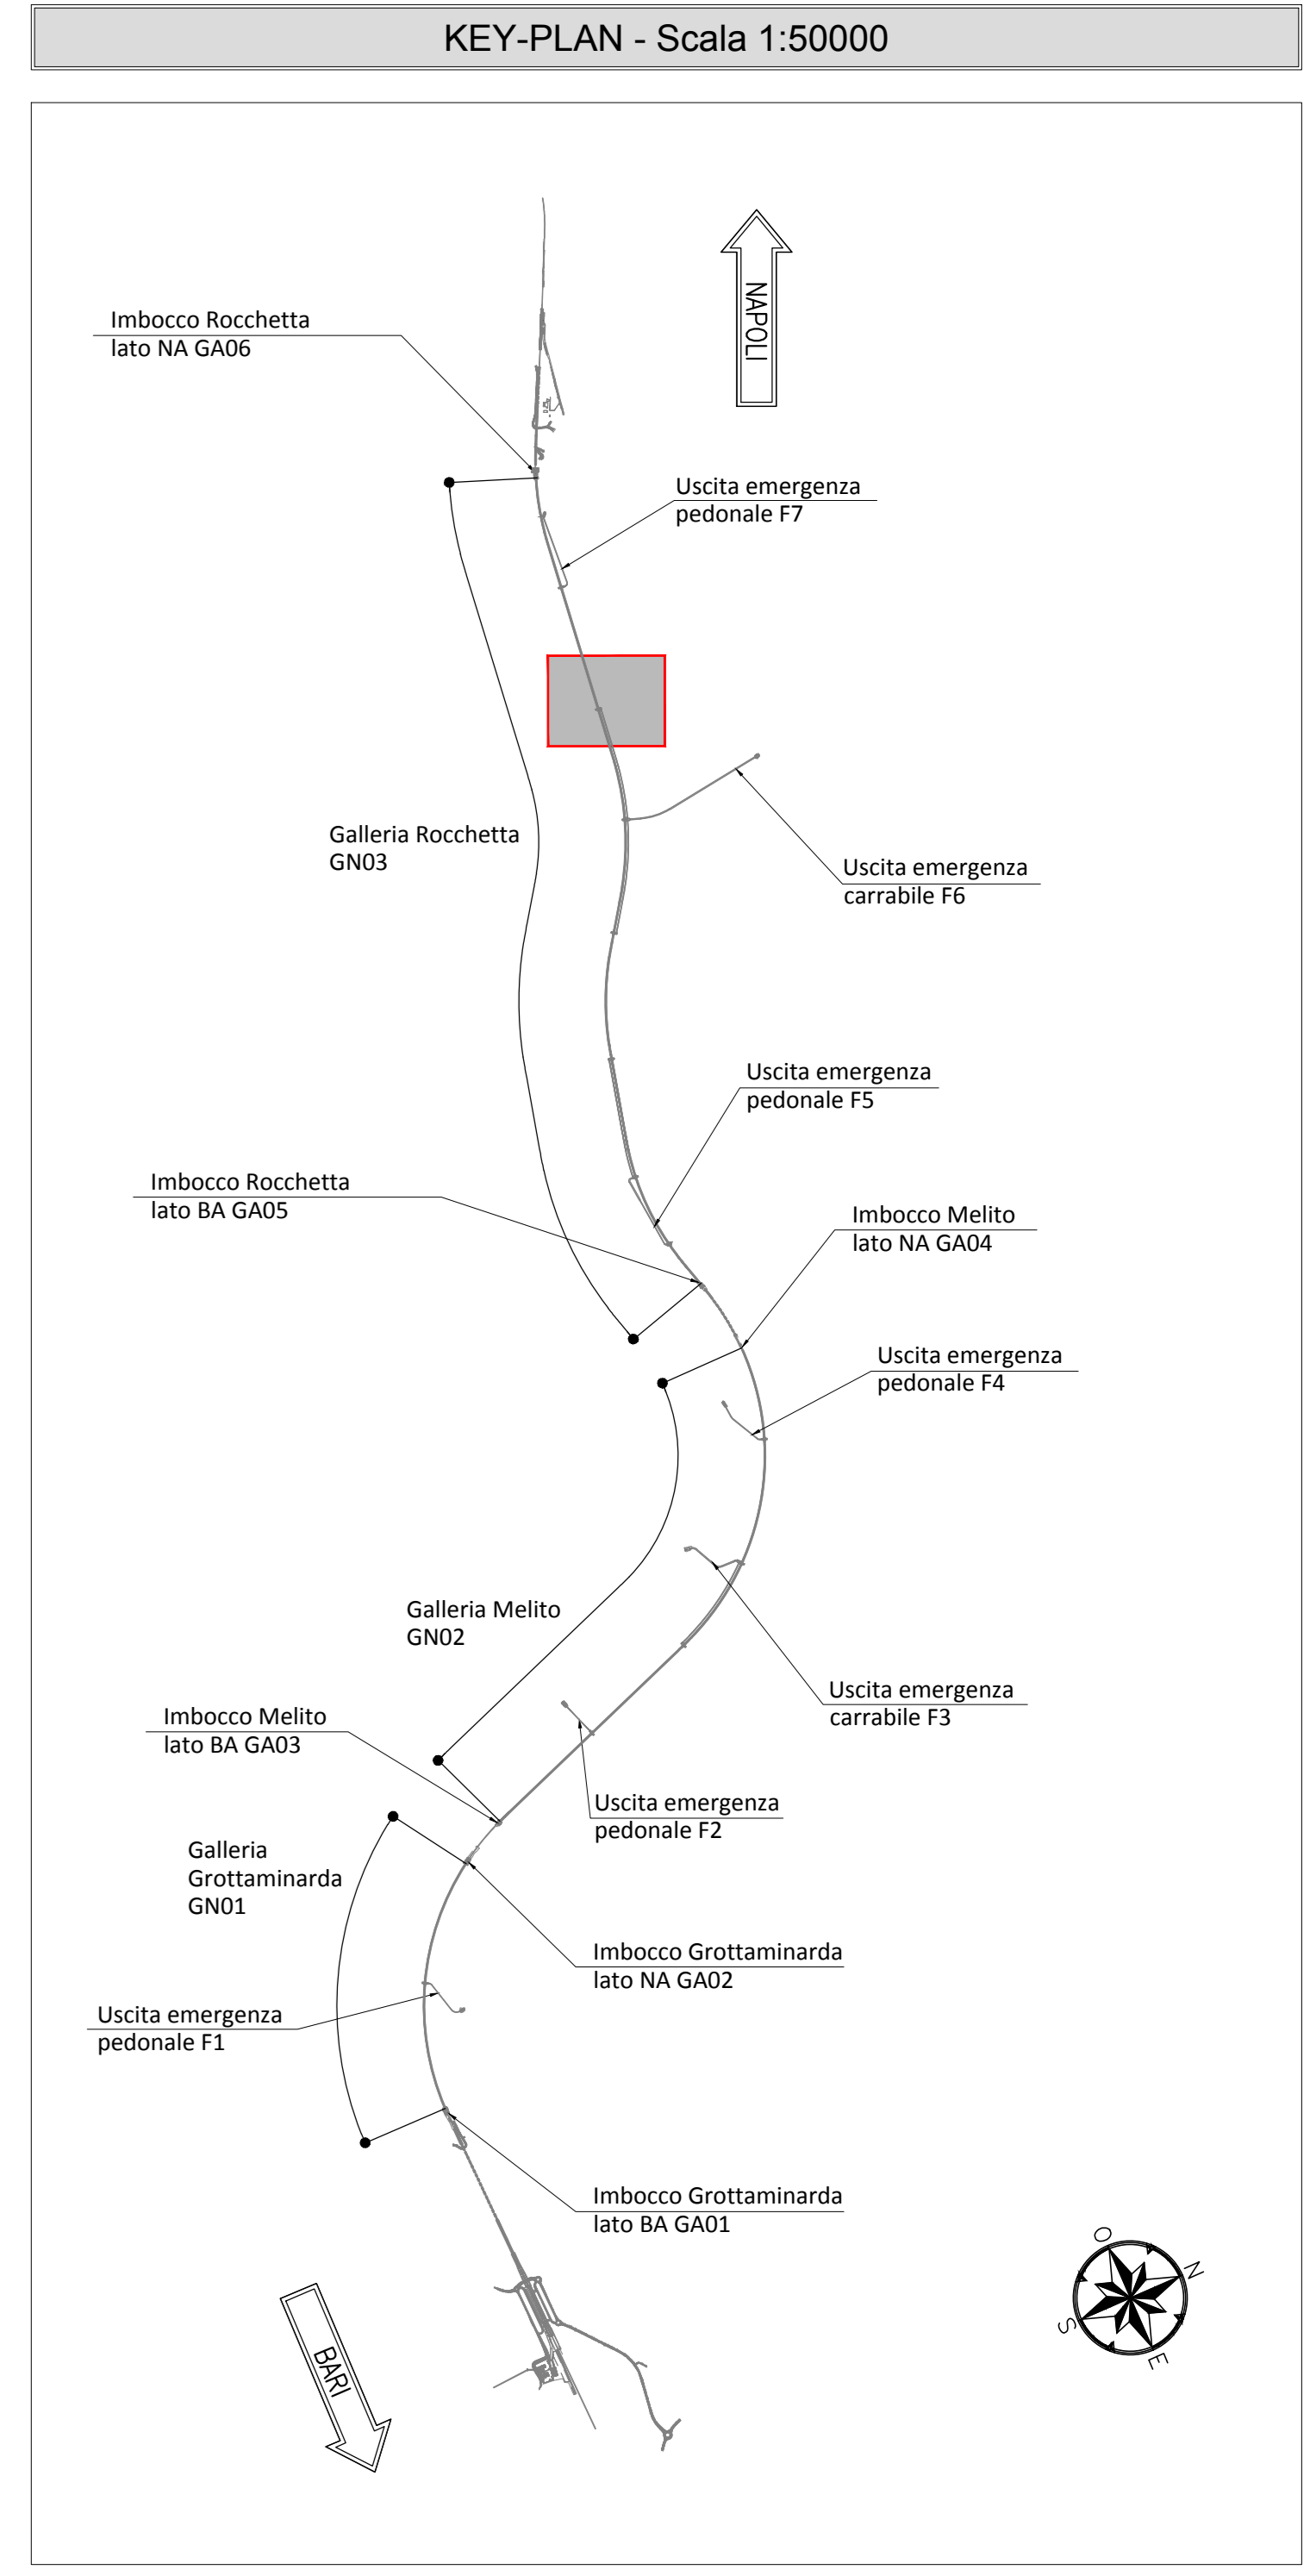 KEY-PLAN - Scala 1:50000
NAPOLI
Imbocco Rocchetta
lato NA GA06
Uscita emergenza
pedonale F7
Galleria Rocchetta
GN03
Uscita emergenza
carrabile F6
Uscita emergenza
pedonale F5
Imbocco Rocchetta
lato BA GA05
Imbocco Melito
lato NA GA04
Uscita emergenza
pedonale F4
Galleria Melito
GN02
Uscita emergenza
carrabile F3
Imbocco Melito
lato BA GA03
Uscita emergenza
pedonale F2
Galleria
Grottaminarda
GN01
Imbocco Grottaminarda
lato NA GA02
Uscita emergenza
pedonale F1
Imbocco Grottaminarda
lato BA GA01
BARI
O
N
S
E